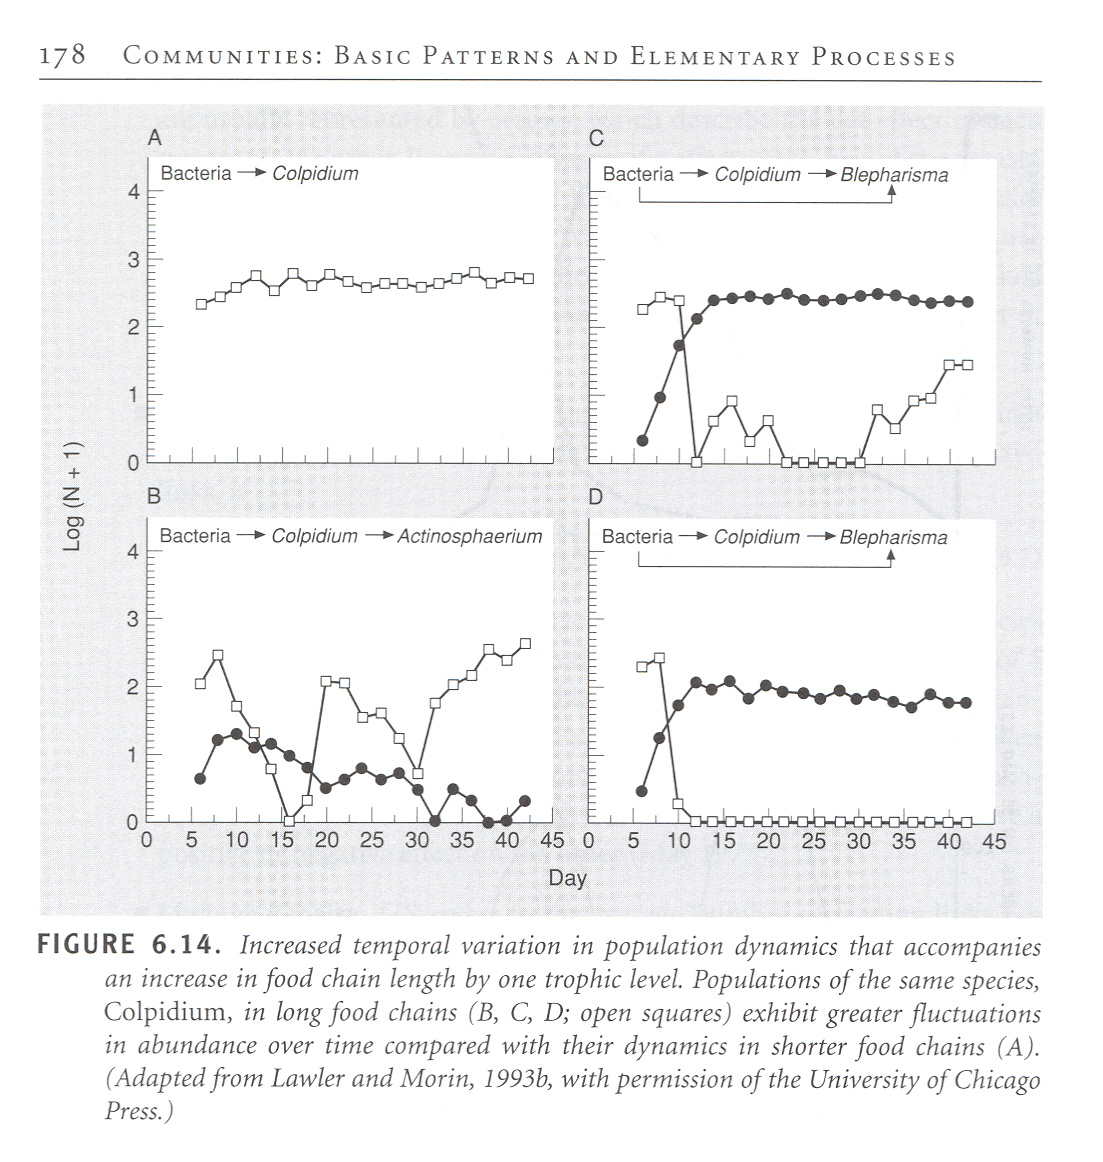 178 COMMUNITIES: BASIC PATTERNS AND ELEMENTARY PROCESSES
A
Bacteria → Colpidium
4
3
2
1
0
C
Bacteria → Colpidium → Blepharisma
Log (N + 1)
B
Bacteria → Colpidium → Actinosphaerium
4
3
2
1
0
0 5 10 15 20 25 30 35 40 45
D
Bacteria → Colpidium → Blepharisma
0 5 10 15 20 25 30 35 40 45
Day
FIGURE 6.14. Increased temporal variation in population dynamics that accompanies
an increase in food chain length by one trophic level. Populations of the same species,
Colpidium, in long food chains (B, C, D; open squares) exhibit greater fluctuations
in abundance over time compared with their dynamics in shorter food chains (A).
(Adapted from Lawler and Morin, 1993b, with permission of the University of Chicago
Press.)